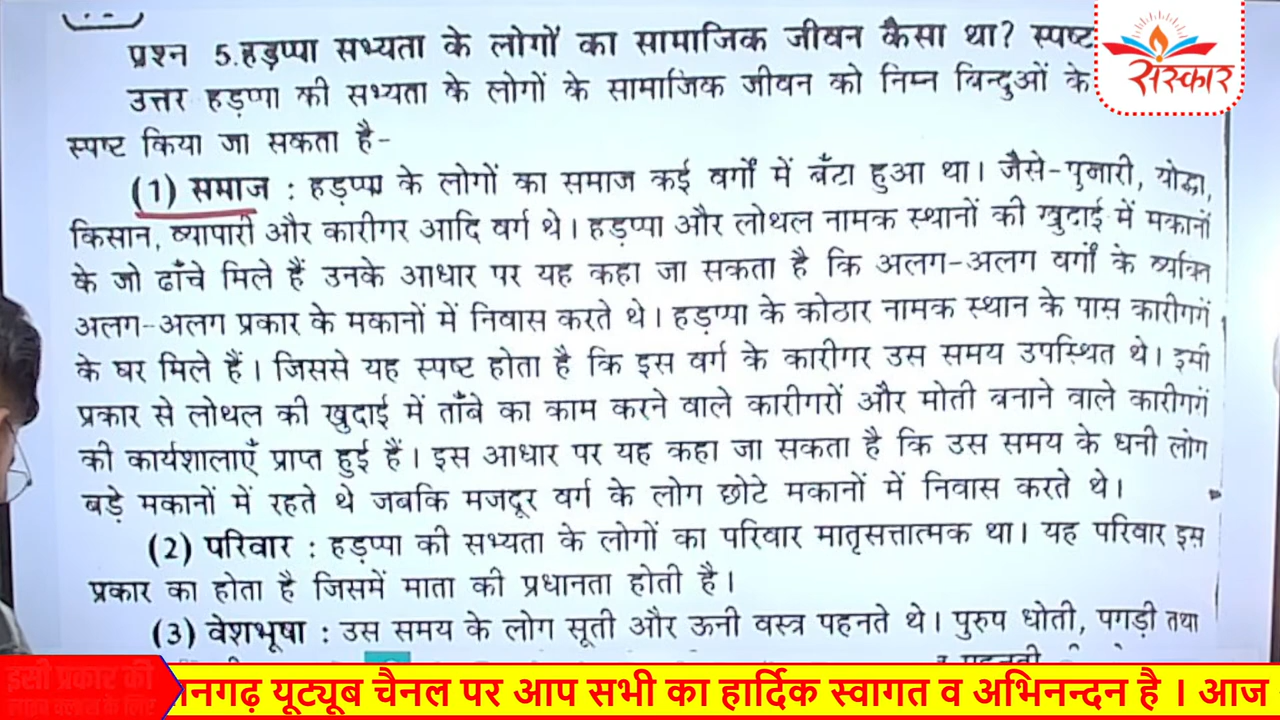 प्रश्न 5.हड़प्पा सभ्यता के लोगों का सामाजिक जीवन कैसा था? स्पष्ट
उत्तर हड़प्पा की सभ्यता के लोगों के सामाजिक जीवन को निम्न बिन्दुओं के
स्पष्ट किया जा सकता है-
(1) समाज : हड़प्पा के लोगों का समाज कई वर्गों में बँटा हुआ था। जैसे-पुजारी, योद्धा,
किसान, व्यापारी और कारीगर आदि वर्ग थे। हड़प्पा और लोथल नामक स्थानों की खुदाई में मकानों
के जो ढाँचे मिले हैं उनके आधार पर यह कहा जा सकता है कि अलग-अलग वर्गों के व्यक्ति
अलग-अलग प्रकार के मकानों में निवास करते थे। हड़प्पा के कोठार नामक स्थान के पास कारीगरों
के घर मिले हैं। जिससे यह स्पष्ट होता है कि इस वर्ग के कारीगर उस समय उपस्थित थे। इसी
प्रकार से लोथल की खुदाई में ताँबे का काम करने वाले कारीगरों और मोती बनाने वाले कारीगरों
की कार्यशालाएँ प्राप्त हुई हैं। इस आधार पर यह कहा जा सकता है कि उस समय के धनी लोग
बड़े मकानों में रहते थे जबकि मजदूर वर्ग के लोग छोटे मकानों में निवास करते थे।
(2) परिवार : हड़प्पा की सभ्यता के लोगों का परिवार मातृसत्तात्मक था। यह परिवार इस
प्रकार का होता है जिसमें माता की प्रधानता होती है।
(3) वेशभूषा : उस समय के लोग सूती और ऊनी वस्त्र पहनते थे। पुरुष धोती, पगड़ी तथा
संस्कार
इसी प्रकार की
लाइव क्लास के लिए
नगढ़ यूट्यूब चैनल पर आप सभी का हार्दिक स्वागत व अभिनन्दन है । आज